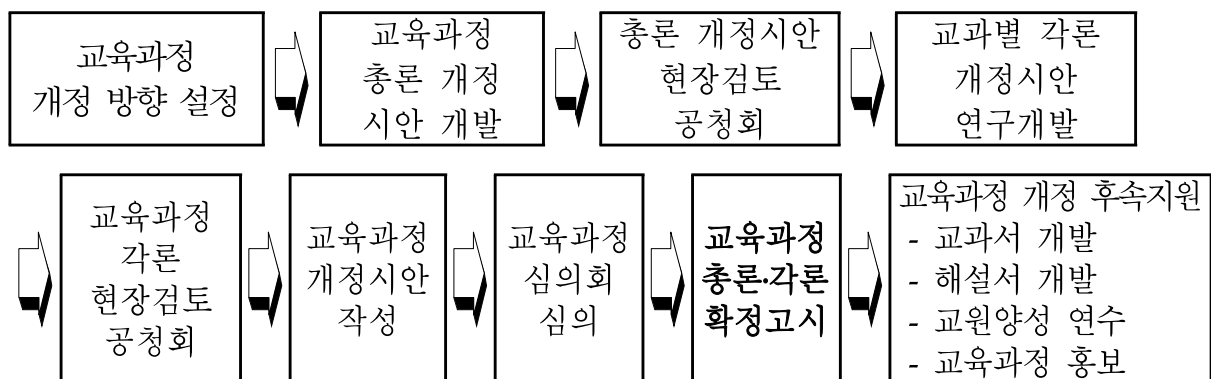 교육과정
개정 방향 설정
교육과정
총론 개정
시안 개발
총론 개정시안
현장검토
공청회
교과별 각론
개정시안
연구개발
교육과정
각론
현장검토
공청회
교육과정
개정시안
작성
교육과정
심의회
심의
교육과정
총론·각론
확정고시
교육과정 개정 후속지원
- 교과서 개발
- 해설서 개발
- 교원양성 연수
- 교육과정 홍보